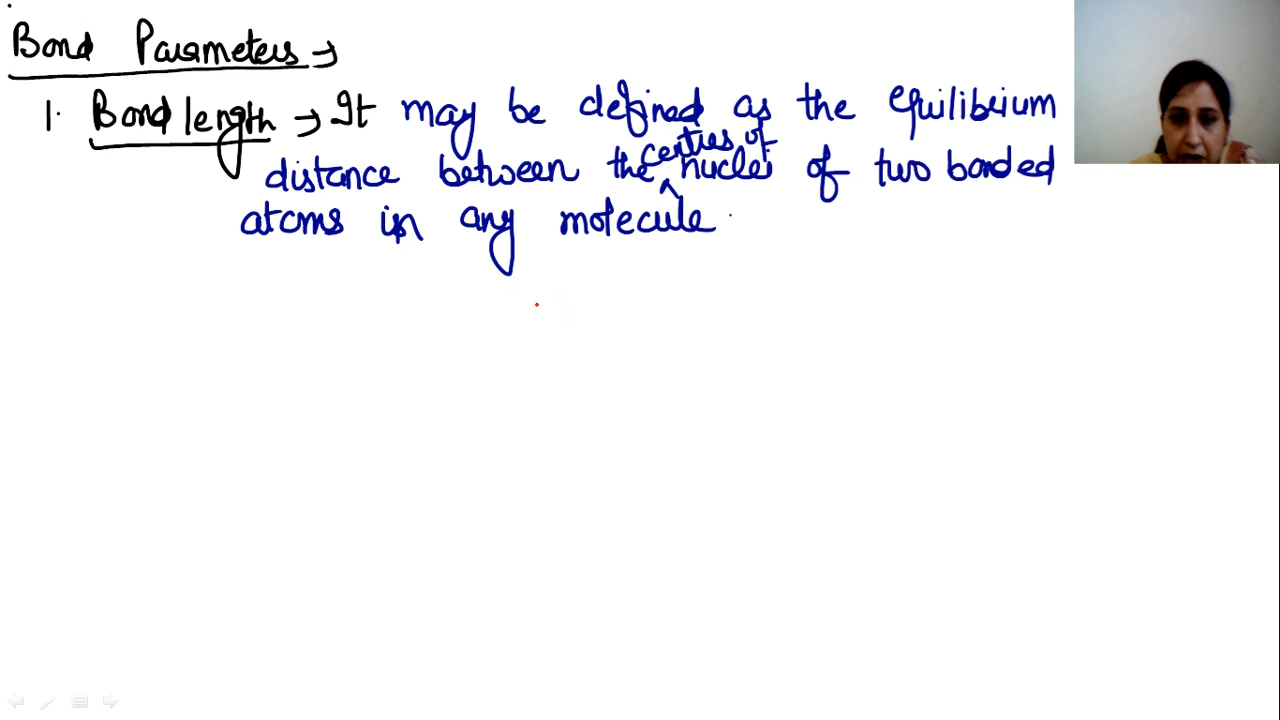 Bond Parameters →
1. Bond length → It may be defined as the equilibrium
centres of
distance between the ^ nuclei of two bonded
atoms in any molecule.